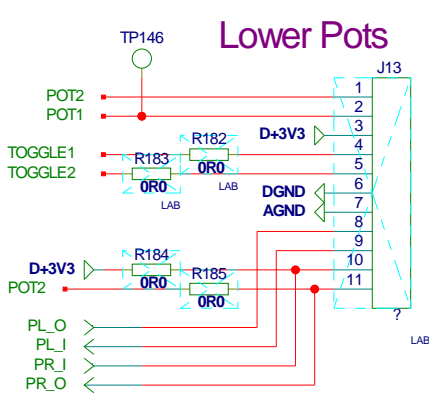 Lower Pots
TP146
J13
POT2
1
POT1
2
D+3V3
3
TOGGLE1
R182
4
TOGGLE2
R183
0R0
5
0R0
LAB
LAB
DGND
6
AGND
7
8
9
D+3V3
R184
10
POT2
0R0
R185
11
0R0
?
LAB
PL_O
PL_I
PR_I
PR_O